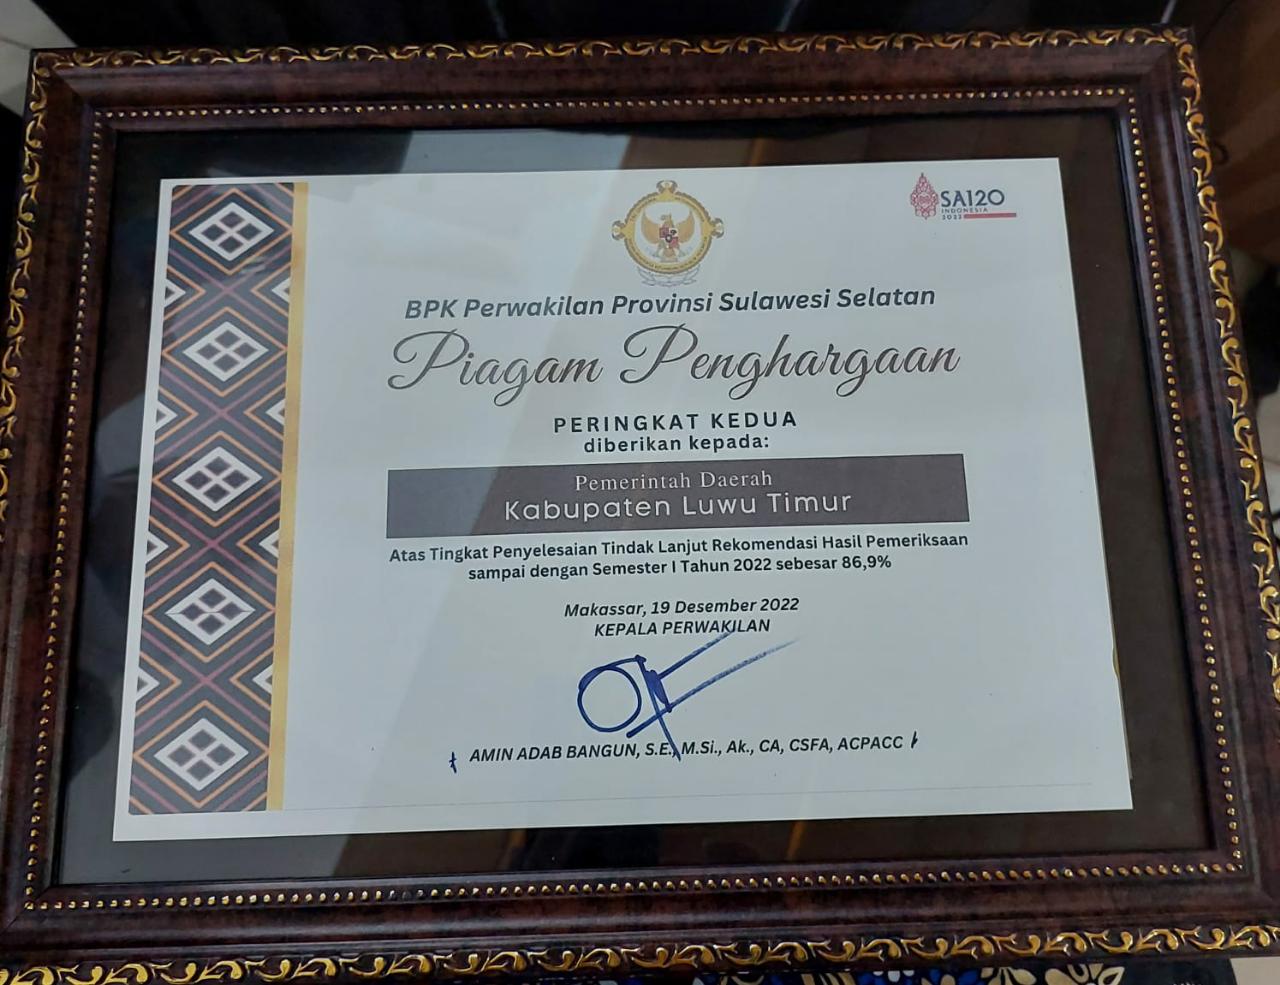 SAI20
INDONESIA
2022
BPK Perwakilan Provinsi Sulawesi Selatan
Piagam Penghargaan
PERINGKAT KEDUA
diberikan kepada:
Pemerintah Daerah
Kabupaten Luwu Timur
Atas Tingkat Penyelesaian Tindak Lanjut Rekomendasi Hasil Pemeriksaan
sampai dengan Semester I Tahun 2022 sebesar 86,9%
Makassar, 19 Desember 2022
KEPALA PERWAKILAN
AMIN ADAB BANGUN, S.E., M.Si., Ak., CA, CSFA, ACPACC